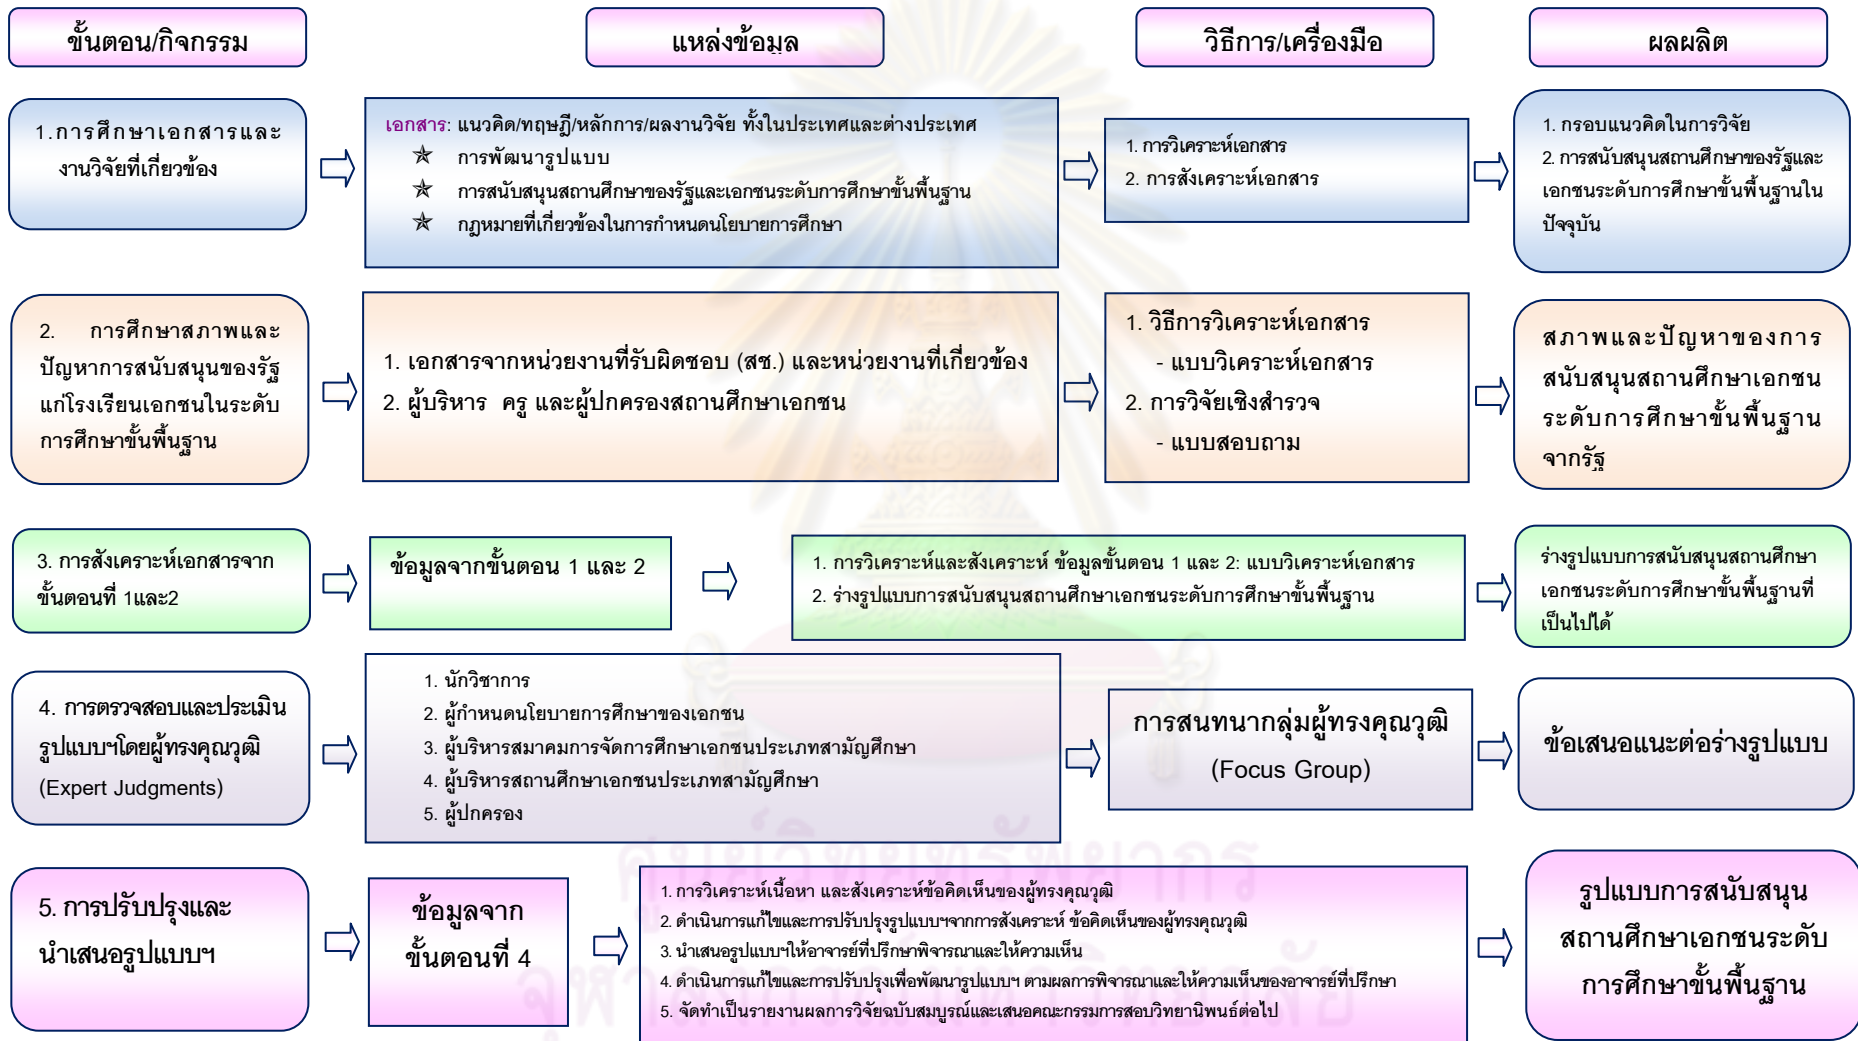 ขั้นตอน/กิจกรรม
แหล่งข้อมูล
วิธีการ/เครื่องมือ
ผลผลิต
1.การศึกษาเอกสารและ
งานวิจัยที่เกี่ยวข้อง
เอกสาร: แนวคิด/ทฤษฎี/หลักการ/ผลงานวิจัย ทั้งในประเทศและต่างประเทศ
การพัฒนารูปแบบ
การสนับสนุนสถานศึกษาของรัฐและเอกชนระดับการศึกษาขั้นพื้นฐาน
กฎหมายที่เกี่ยวข้องในการกำหนดนโยบายการศึกษา
1. การวิเคราะห์เอกสาร
2. การสังเคราะห์เอกสาร
1. กรอบแนวคิดในการวิจัย
2. การสนับสนุนสถานศึกษาของรัฐและ
เอกชนระดับการศึกษาขั้นพื้นฐานใน
ปัจจุบัน
2. การศึกษาสภาพและ
ปัญหาการสนับสนุนของรัฐ
แก่โรงเรียนเอกชนในระดับ
การศึกษาขั้นพื้นฐาน
1. เอกสารจากหน่วยงานที่รับผิดชอบ (สช.) และหน่วยงานที่เกี่ยวข้อง
2. ผู้บริหาร ครู และผู้ปกครองสถานศึกษาเอกชน
1. วิธีการวิเคราะห์เอกสาร
- แบบวิเคราะห์เอกสาร
2. การวิจัยเชิงสำรวจ
- แบบสอบถาม
สภาพและปัญหาของการ
สนับสนุนสถานศึกษาเอกชน
ระดับการศึกษาขั้นพื้นฐาน
จากรัฐ
3. การสังเคราะห์เอกสารจาก
ขั้นตอนที่ 1และ2
ข้อมูลจากขั้นตอน 1 และ 2
1. การวิเคราะห์และสังเคราะห์ ข้อมูลขั้นตอน 1 และ 2: แบบวิเคราะห์เอกสาร
2. ร่างรูปแบบการสนับสนุนสถานศึกษาเอกชนระดับการศึกษาขั้นพื้นฐาน
ร่างรูปแบบการสนับสนุนสถานศึกษา
เอกชนระดับการศึกษาขั้นพื้นฐานที่
เป็นไปได้
4. การตรวจสอบและประเมิน
รูปแบบฯโดยผู้ทรงคุณวุฒิ
(Expert Judgments)
1. นักวิชาการ
2. ผู้กำหนดนโยบายการศึกษาของเอกชน
3. ผู้บริหารสมาคมการจัดการศึกษาเอกชนประเภทสามัญศึกษา
4. ผู้บริหารสถานศึกษาเอกชนประเภทสามัญศึกษา
5. ผู้ปกครอง
การสนทนากลุ่มผู้ทรงคุณวุฒิ
(Focus Group)
ข้อเสนอแนะต่อร่างรูปแบบ
ศูนย์วิทยทรัพยากร
5. การปรับปรุงและ
นำเสนอรูปแบบฯ
ข้อมูลจาก
ขั้นตอนที่ 4
1. การวิเคราะห์เนื้อหา และสังเคราะห์ข้อคิดเห็นของผู้ทรงคุณวุฒิ
2. ดำเนินการแก้ไขและการปรับปรุงรูปแบบฯจากการสังเคราะห์ ข้อคิดเห็นของผู้ทรงคุณวุฒิ
3. นำเสนอรูปแบบฯให้อาจารย์ที่ปรึกษาพิจารณาและให้ความเห็น
4. ดำเนินการแก้ไขและการปรับปรุงเพื่อพัฒนารูปแบบฯ ตามผลการพิจารณาและให้ความเห็นของอาจารย์ที่ปรึกษา
5. จัดทำเป็นรายงานผลการวิจัยฉบับสมบูรณ์และเสนอคณะกรรมการสอบวิทยานิพนธ์ต่อไป
รูปแบบการสนับสนุน
สถานศึกษาเอกชนระดับ
การศึกษาขั้นพื้นฐาน
จุฬาลงกรณ์มหาวิทยาลัย